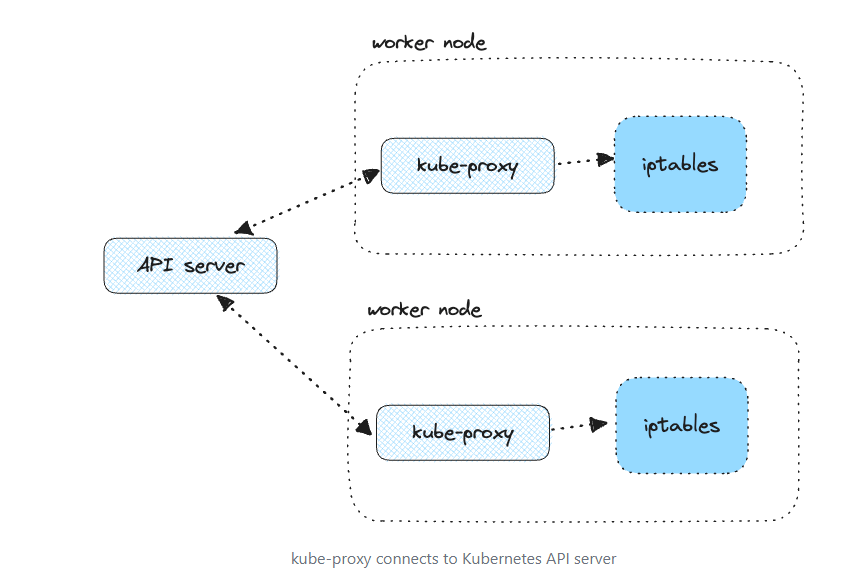 worker node
kube-proxy
iptables
API server
worker node
kube-proxy
iptables
kube-proxy connects to Kubernetes API server